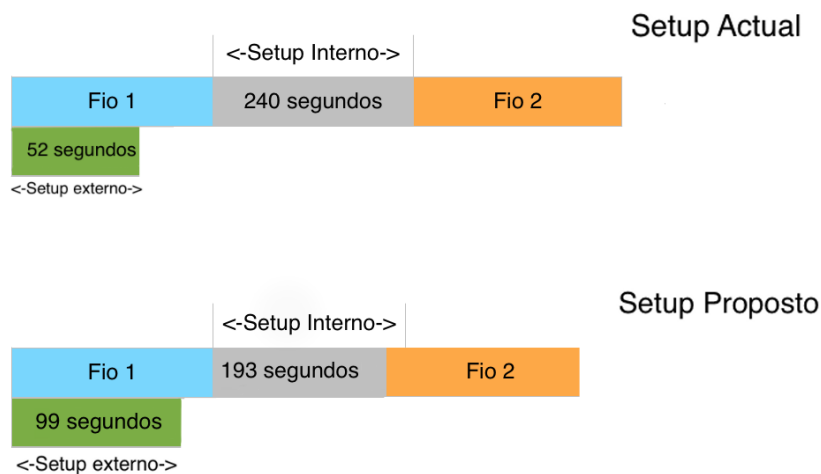 Setup Actual
<-Setup Interno->
Fio 1
240 segundos
Fio 2
52 segundos
<-Setup externo->
Setup Proposto
<-Setup Interno->
Fio 1
193 segundos
Fio 2
99 segundos
<-Setup externo->